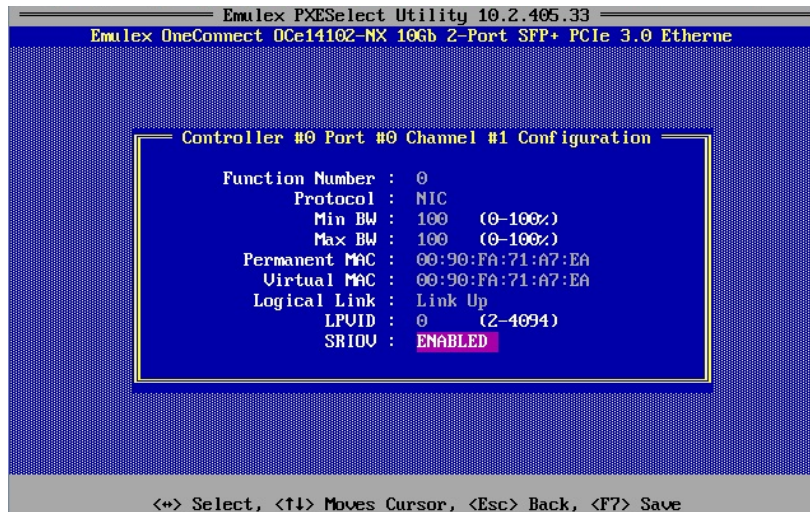 Emulex PXESelect Utility 10.2.405.33
Emulex OneConnect OCe14102-NX 10Gb 2-Port SFP+ PCIe 3.0 Etherne
Controller #0 Port #0 Channel #1 Configuration
Function Number : 0
Protocol : NIC
Min BW : 100 (0-100%)
Max BW : 100 (0-100%)
Permanent MAC : 00:90:FA:71:A7:EA
Virtual MAC : 00:90:FA:71:A7:EA
Logical Link : Link Up
LPVID : 0 (2-4094)
SRIOV : ENABLED
<↔> Select, <↑↓> Moves Cursor, <Esc> Back, <F7> Save